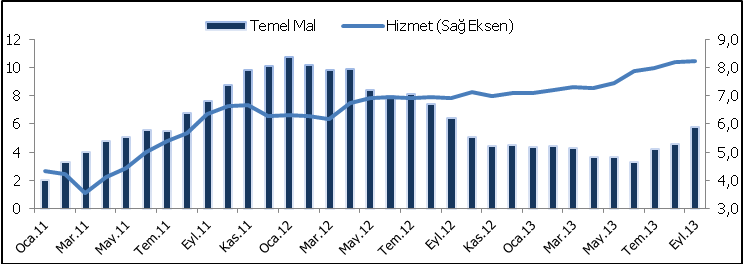 Temel Mal
Hizmet (Sağ Eksen)
12
10
8
6
4
2
0
9,0
8,0
7,0
6,0
5,0
4,0
3,0
Oca.11
Mar.11
May.11
Tem.11
Eyl.11
Kas.11
Oca.12
Mar.12
May.12
Tem.12
Eyl.12
Kas.12
Oca.13
Mar.13
May.13
Tem.13
Eyl.13